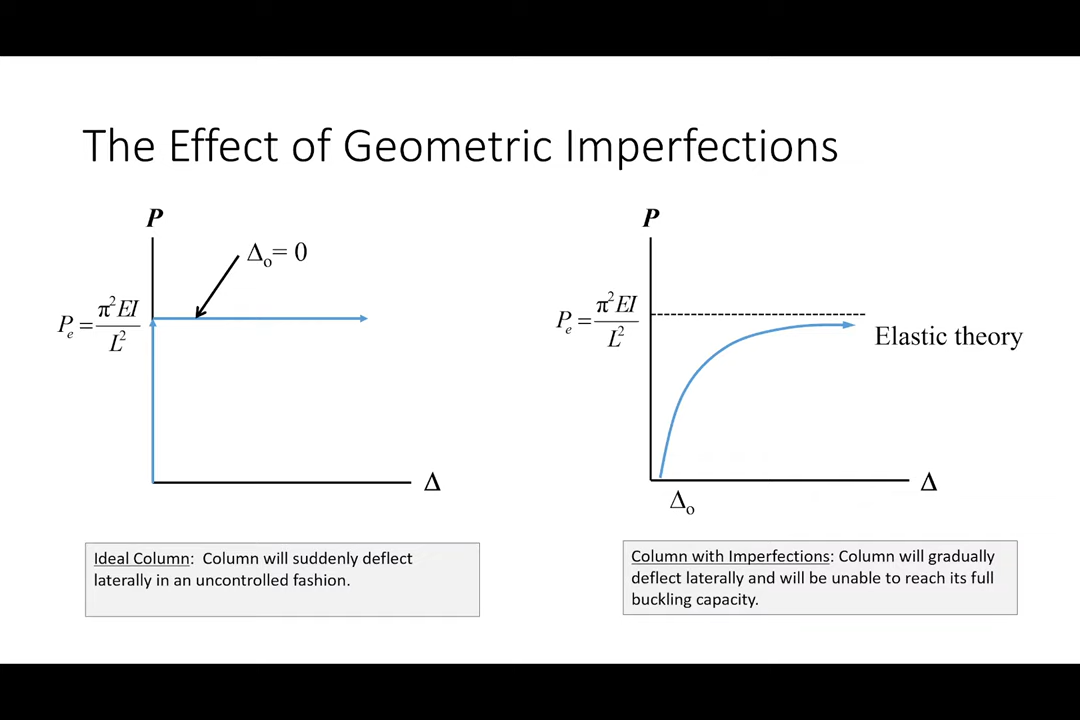 The Effect of Geometric Imperfections
P
Δₒ= 0
Pₑ = π²EI / L²
Δ
Ideal Column:  Column will suddenly deflect
laterally in an uncontrolled fashion.
P
Pₑ = π²EI / L²
Elastic theory
Δ
Δₒ
Column with Imperfections: Column will gradually
deflect laterally and will be unable to reach its full
buckling capacity.